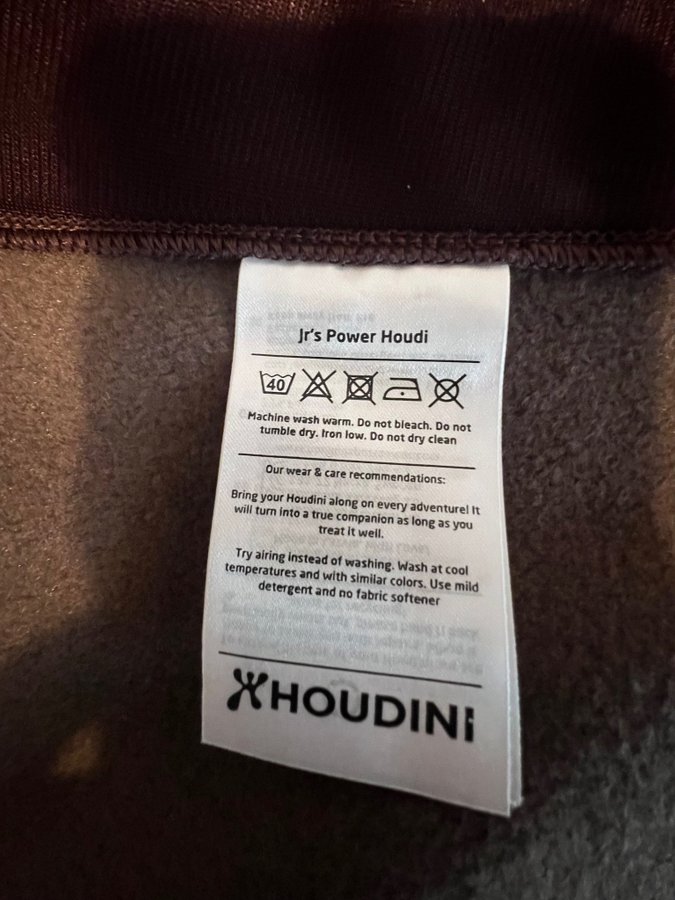 Jr's Power Houdi
40
Machine wash warm. Do not bleach. Do not
tumble dry. Iron low. Do not dry clean
Our wear & care recommendations:
Bring your Houdini along on every adventure! It
will turn into a true companion as long as you
treat it well.
Try airing instead of washing. Wash at cool
temperatures and with similar colors. Use mild
detergent and no fabric softener
HOUDINi